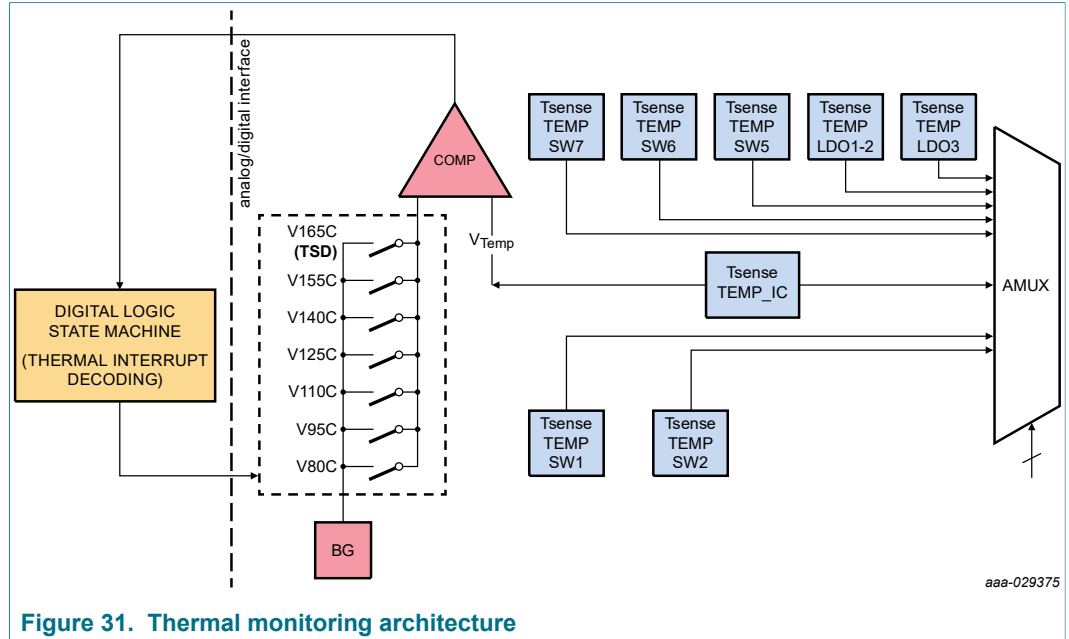 analog/digital interface
COMP
V165C
(TSD)
V155C
V140C
V125C
V110C
V95C
V80C
BG
DIGITAL LOGIC
STATE MACHINE
(THERMAL INTERRUPT
DECODING)
VTemp
Tsense
TEMP
SW7
Tsense
TEMP
SW6
Tsense
TEMP
SW5
Tsense
TEMP
LDO1-2
Tsense
TEMP
LDO3
Tsense
TEMP_IC
AMUX
Tsense
TEMP
SW1
Tsense
TEMP
SW2
aaa-029375
Figure 31. Thermal monitoring architecture